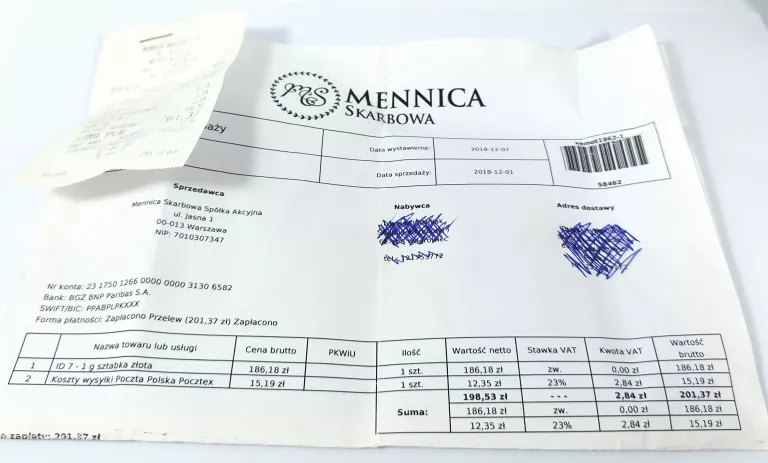 MS
MENNICA
SKARBOWA
aży
Data wystawienia: 2018-12-07
Data sprzedaży: 2018-12-01
58462
Sprzedawca
Mennica Skarbowa Spółka Akcyjna
ul. Jasna 1
00-013 Warszawa
NIP: 7010307347
Nabywca
Adres dostawy
Nr konta: 23 1750 1266 0000 0000 3130 6582
Bank: BGŻ BNP Paribas S.A.
SWIFT/BIC: PPABPLPKXXX
Forma płatności: Zapłacono Przelew (201,37 zł) Zapłacono
Nazwa towaru lub usługi Cena brutto PKWiU Ilość Wartość netto Stawka VAT Kwota VAT Wartość brutto
1 ID 7 - 1 g sztabka złota 186,18 zł 1 szt. 186,18 zł zw. 0,00 zł 186,18 zł
2 Koszty wysyłki Poczta Polska Pocztex 15,19 zł 1 szt. 12,35 zł 23% 2,84 zł 15,19 zł
Suma: 198,53 zł --- 2,84 zł 201,37 zł
186,18 zł zw. 0,00 zł 186,18 zł
12,35 zł 23% 2,84 zł 15,19 zł
zapłaty: 201,37 zł